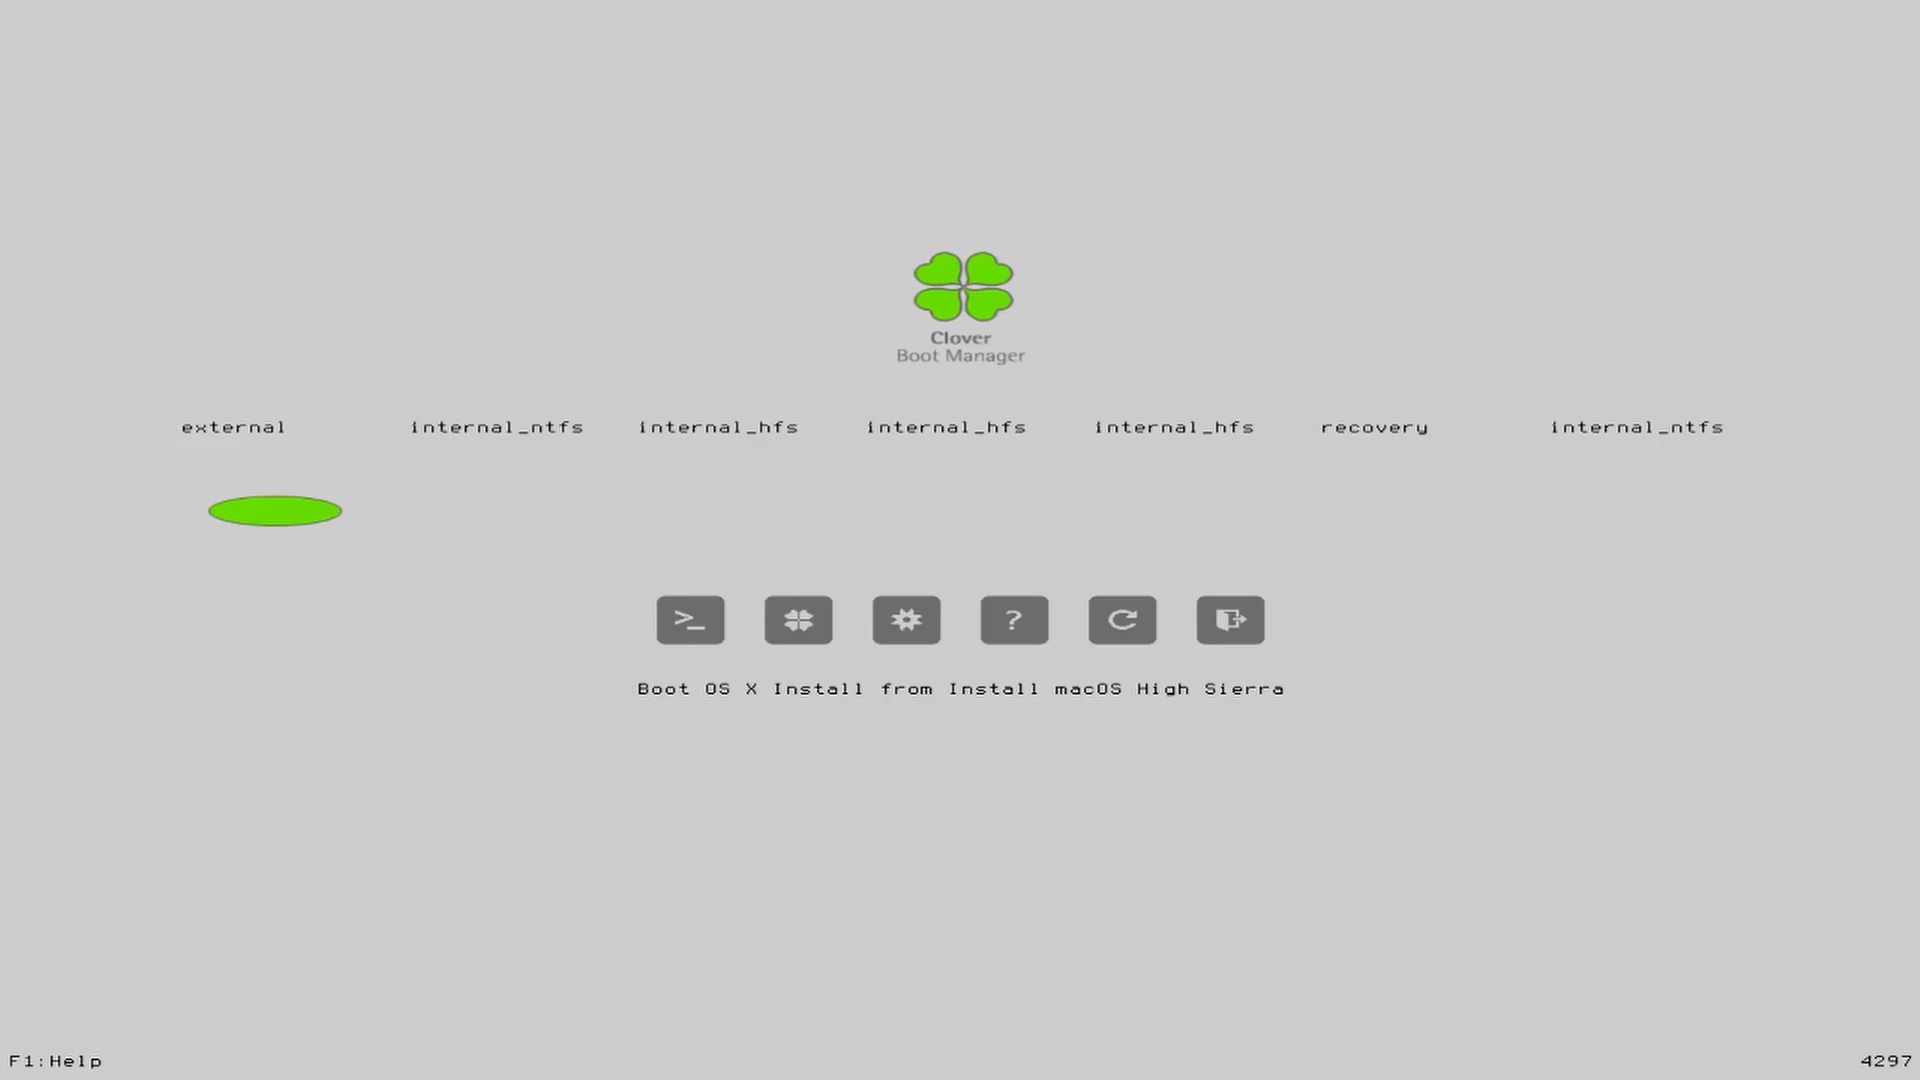 Clover
Boot Manager
external internal_ntfs internal_hfs internal_hfs internal_hfs recovery internal_ntfs
>_ ?
Boot OS X Install from Install macOS High Sierra
F1:Help 4297